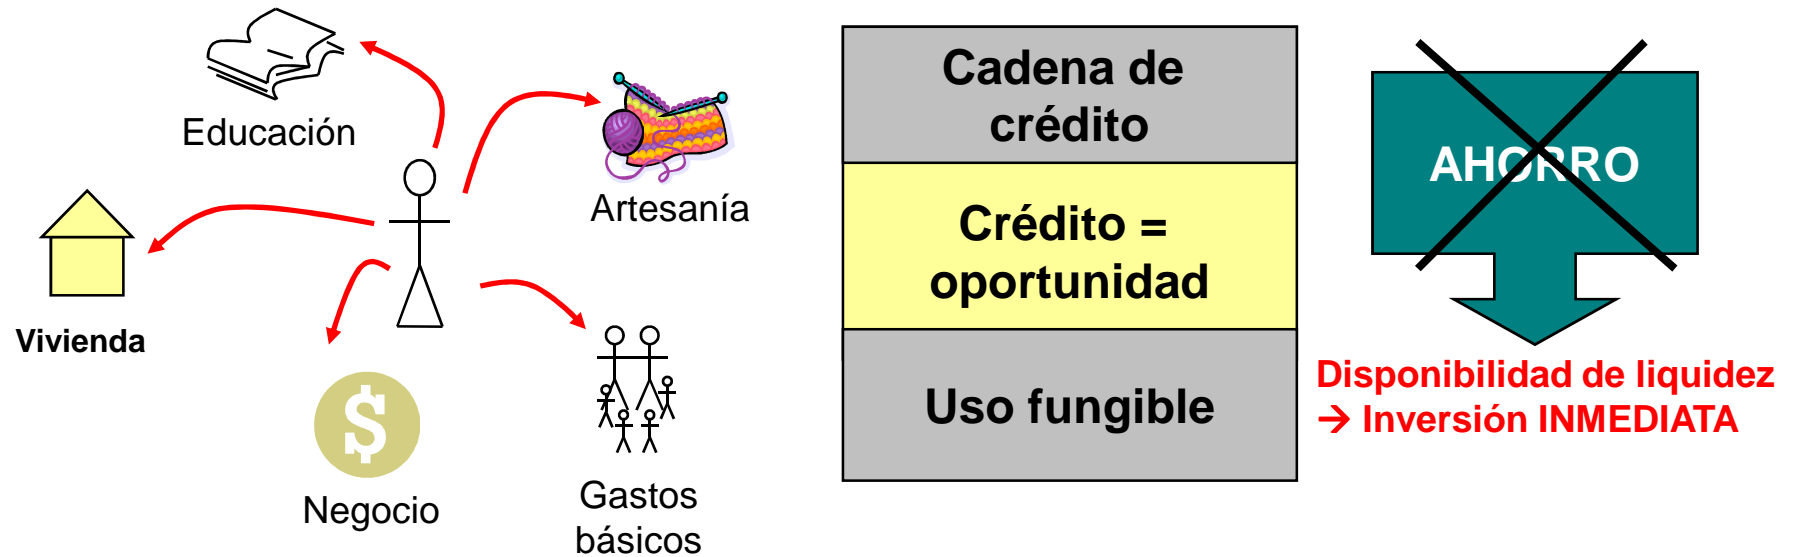 Educación
Artesanía
Vivienda
Negocio
$
Gastos
básicos
Cadena de
crédito
Crédito =
oportunidad
Uso fungible
AHORRO
Disponibilidad de liquidez
→ Inversión INMEDIATA